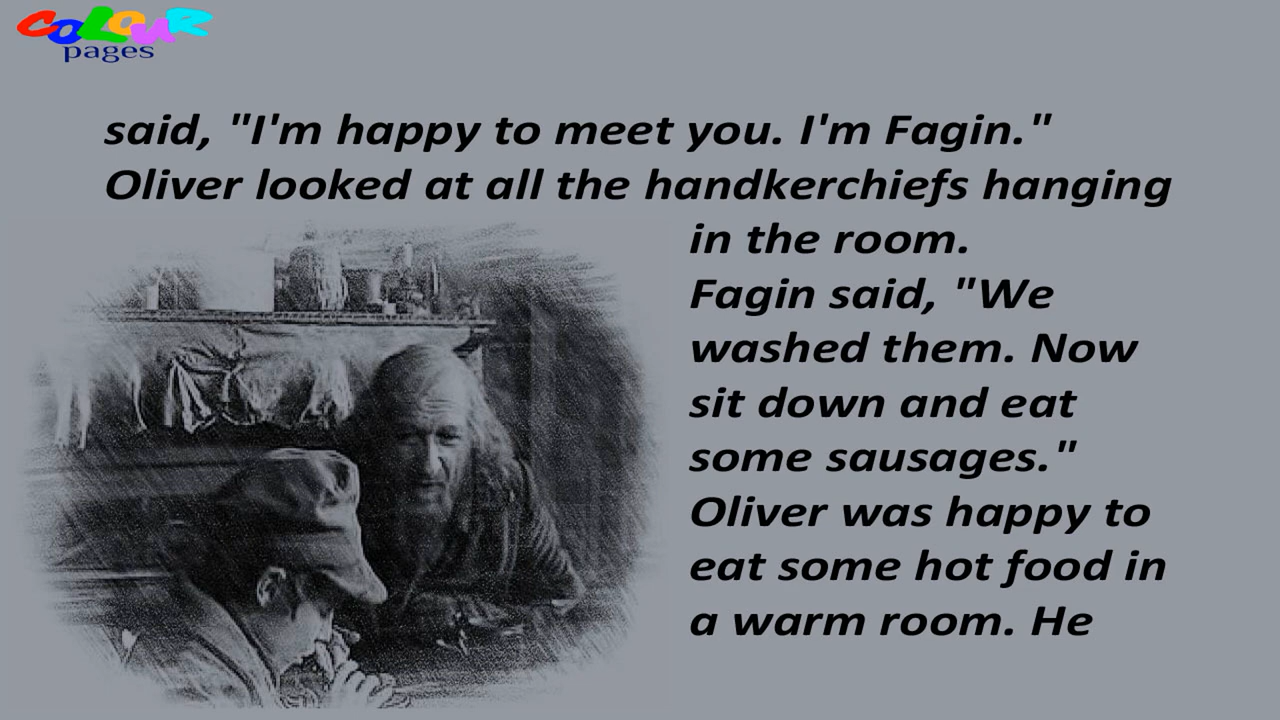 COLOUR
pages
said, "I'm happy to meet you. I'm Fagin."
Oliver looked at all the handkerchiefs hanging
in the room.
Fagin said, "We
washed them. Now
sit down and eat
some sausages."
Oliver was happy to
eat some hot food in
a warm room. He